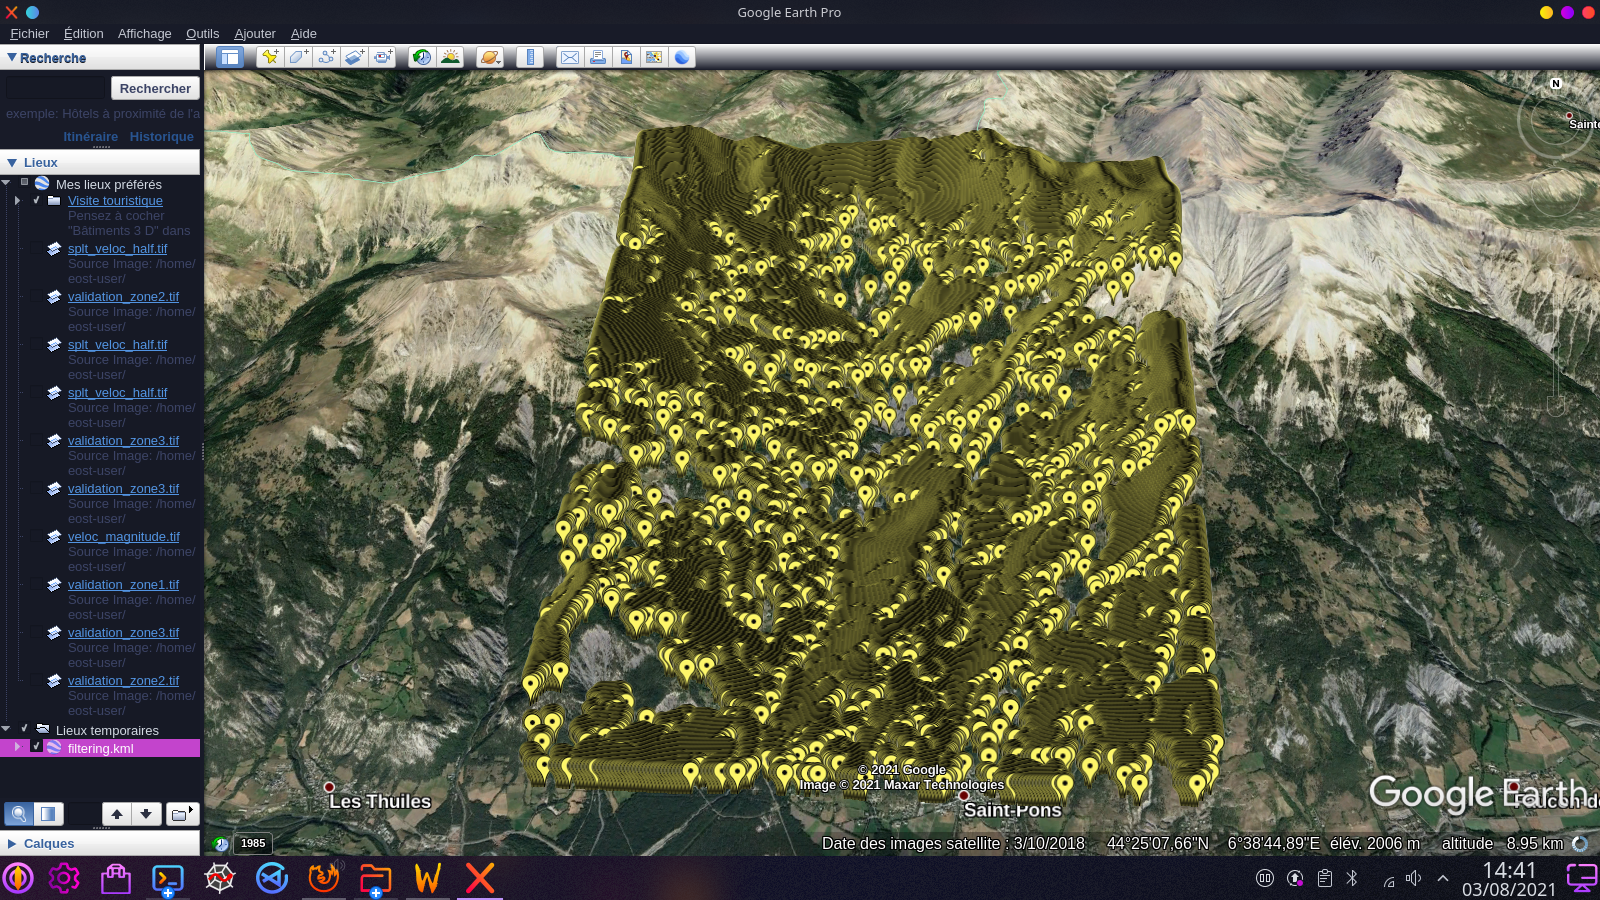 Google Earth Pro
Fichier Édition Affichage Outils Ajouter Aide
Recherche
Rechercher
exemple: Hôtels à proximité de l'a
Itinéraire Historique
Lieux
Mes lieux préférés
Visite touristique
Pensez à cocher
"Bâtiments 3 D" dans
splt_veloc_half.tif
Source Image: /home/
eost-user/
validation_zone2.tif
Source Image: /home/
eost-user/
splt_veloc_half.tif
Source Image: /home/
eost-user/
splt_veloc_half.tif
Source Image: /home/
eost-user/
validation_zone3.tif
Source Image: /home/
eost-user/
validation_zone3.tif
Source Image: /home/
eost-user/
veloc_magnitude.tif
Source Image: /home/
eost-user/
validation_zone1.tif
Source Image: /home/
eost-user/
validation_zone3.tif
Source Image: /home/
eost-user/
validation_zone2.tif
Source Image: /home/
eost-user/
Lieux temporaires
filtering.kml
Calques
N
Sainte
© 2021 Google
Image © 2021 Maxar Technologies
Les Thuiles
Saint-Pons
Google Earth
1985
Date des images satellite : 3/10/2018 44°25'07,66"N 6°38'44,89"E élév. 2006 m altitude 8.95 km
14:41
03/08/2021